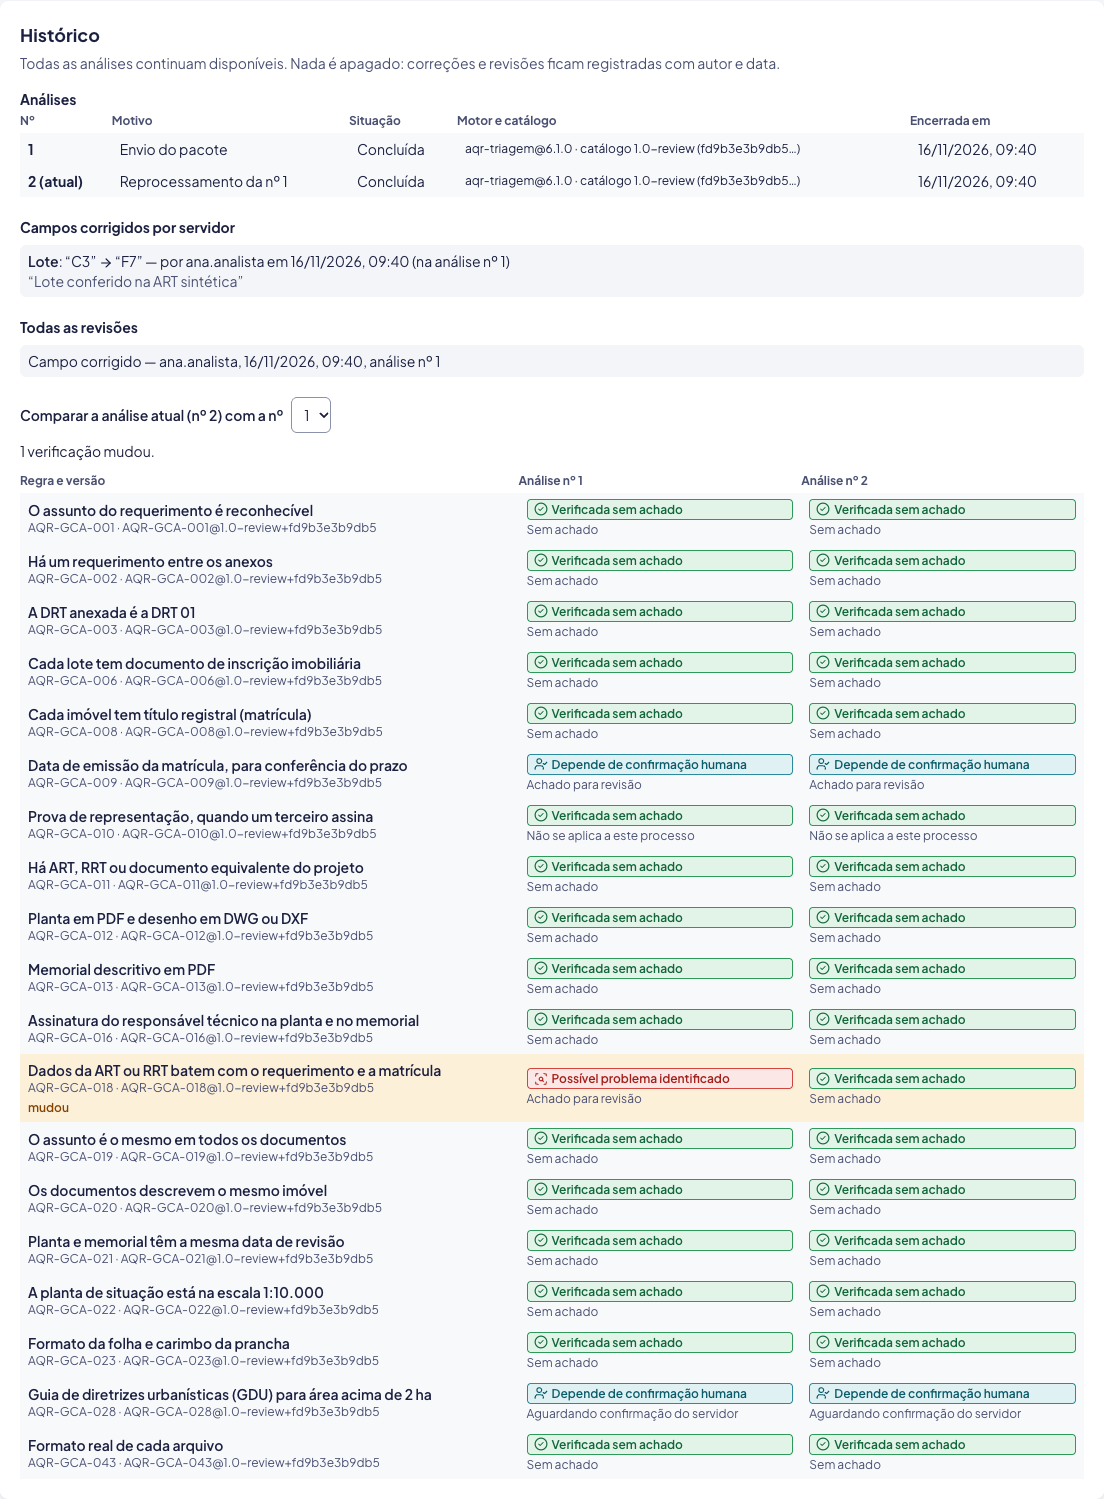 Histórico
Todas as análises continuam disponíveis. Nada é apagado: correções e revisões ficam registradas com autor e data.
Análises
Nº Motivo Situação Motor e catálogo Encerrada em
1 Envio do pacote Concluída aqr-triagem@6.1.0 · catálogo 1.0-review (fd9b3e3b9db5…) 16/11/2026, 09:40
2 (atual) Reprocessamento da nº 1 Concluída aqr-triagem@6.1.0 · catálogo 1.0-review (fd9b3e3b9db5…) 16/11/2026, 09:40
Campos corrigidos por servidor
Lote: “C3” → “F7” — por ana.analista em 16/11/2026, 09:40 (na análise nº 1)
“Lote conferido na ART sintética”
Todas as revisões
Campo corrigido — ana.analista, 16/11/2026, 09:40, análise nº 1
Comparar a análise atual (nº 2) com a nº 1
1 verificação mudou.
Regra e versão Análise nº 1 Análise nº 2
O assunto do requerimento é reconhecível Verificada sem achado Verificada sem achado
AQR-GCA-001 · AQR-GCA-001@1.0-review+fd9b3e3b9db5 Sem achado Sem achado
Há um requerimento entre os anexos Verificada sem achado Verificada sem achado
AQR-GCA-002 · AQR-GCA-002@1.0-review+fd9b3e3b9db5 Sem achado Sem achado
A DRT anexada é a DRT 01 Verificada sem achado Verificada sem achado
AQR-GCA-003 · AQR-GCA-003@1.0-review+fd9b3e3b9db5 Sem achado Sem achado
Cada lote tem documento de inscrição imobiliária Verificada sem achado Verificada sem achado
AQR-GCA-006 · AQR-GCA-006@1.0-review+fd9b3e3b9db5 Sem achado Sem achado
Cada imóvel tem título registral (matrícula) Verificada sem achado Verificada sem achado
AQR-GCA-008 · AQR-GCA-008@1.0-review+fd9b3e3b9db5 Sem achado Sem achado
Data de emissão da matrícula, para conferência do prazo Depende de confirmação humana Depende de confirmação humana
AQR-GCA-009 · AQR-GCA-009@1.0-review+fd9b3e3b9db5 Achado para revisão Achado para revisão
Prova de representação, quando um terceiro assina Verificada sem achado Verificada sem achado
AQR-GCA-010 · AQR-GCA-010@1.0-review+fd9b3e3b9db5 Não se aplica a este processo Não se aplica a este processo
Há ART, RRT ou documento equivalente do projeto Verificada sem achado Verificada sem achado
AQR-GCA-011 · AQR-GCA-011@1.0-review+fd9b3e3b9db5 Sem achado Sem achado
Planta em PDF e desenho em DWG ou DXF Verificada sem achado Verificada sem achado
AQR-GCA-012 · AQR-GCA-012@1.0-review+fd9b3e3b9db5 Sem achado Sem achado
Memorial descritivo em PDF Verificada sem achado Verificada sem achado
AQR-GCA-013 · AQR-GCA-013@1.0-review+fd9b3e3b9db5 Sem achado Sem achado
Assinatura do responsável técnico na planta e no memorial Verificada sem achado Verificada sem achado
AQR-GCA-016 · AQR-GCA-016@1.0-review+fd9b3e3b9db5 Sem achado Sem achado
Dados da ART ou RRT batem com o requerimento e a matrícula Possível problema identificado Verificada sem achado
AQR-GCA-018 · AQR-GCA-018@1.0-review+fd9b3e3b9db5 Achado para revisão Sem achado
mudou
O assunto é o mesmo em todos os documentos Verificada sem achado Verificada sem achado
AQR-GCA-019 · AQR-GCA-019@1.0-review+fd9b3e3b9db5 Sem achado Sem achado
Os documentos descrevem o mesmo imóvel Verificada sem achado Verificada sem achado
AQR-GCA-020 · AQR-GCA-020@1.0-review+fd9b3e3b9db5 Sem achado Sem achado
Planta e memorial têm a mesma data de revisão Verificada sem achado Verificada sem achado
AQR-GCA-021 · AQR-GCA-021@1.0-review+fd9b3e3b9db5 Sem achado Sem achado
A planta de situação está na escala 1:10.000 Verificada sem achado Verificada sem achado
AQR-GCA-022 · AQR-GCA-022@1.0-review+fd9b3e3b9db5 Sem achado Sem achado
Formato da folha e carimbo da prancha Verificada sem achado Verificada sem achado
AQR-GCA-023 · AQR-GCA-023@1.0-review+fd9b3e3b9db5 Sem achado Sem achado
Guia de diretrizes urbanísticas (GDU) para área acima de 2 ha Depende de confirmação humana Depende de confirmação humana
AQR-GCA-028 · AQR-GCA-028@1.0-review+fd9b3e3b9db5 Aguardando confirmação do servidor Aguardando confirmação do servidor
Formato real de cada arquivo Verificada sem achado Verificada sem achado
AQR-GCA-043 · AQR-GCA-043@1.0-review+fd9b3e3b9db5 Sem achado Sem achado